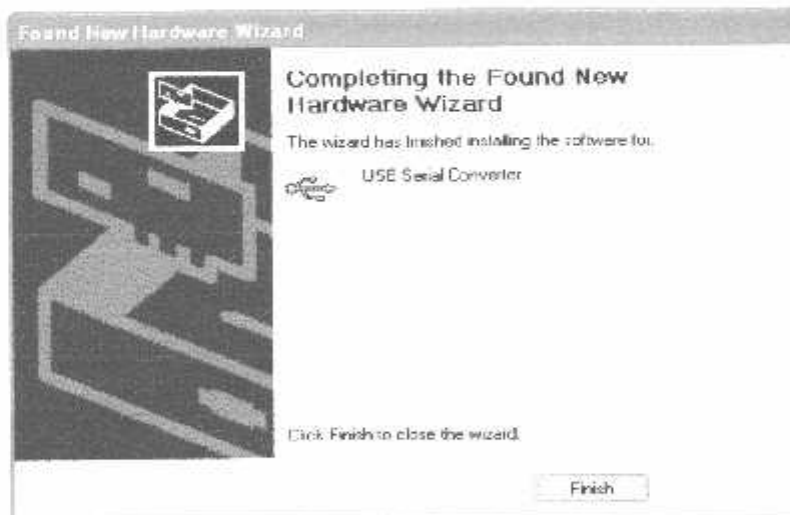 Found New Hardware Wizard
Completing the Found New
Hardware Wizard
The wizard has finished installing the software for:
USB Serial Converter
Click Finish to close the wizard.
Finish